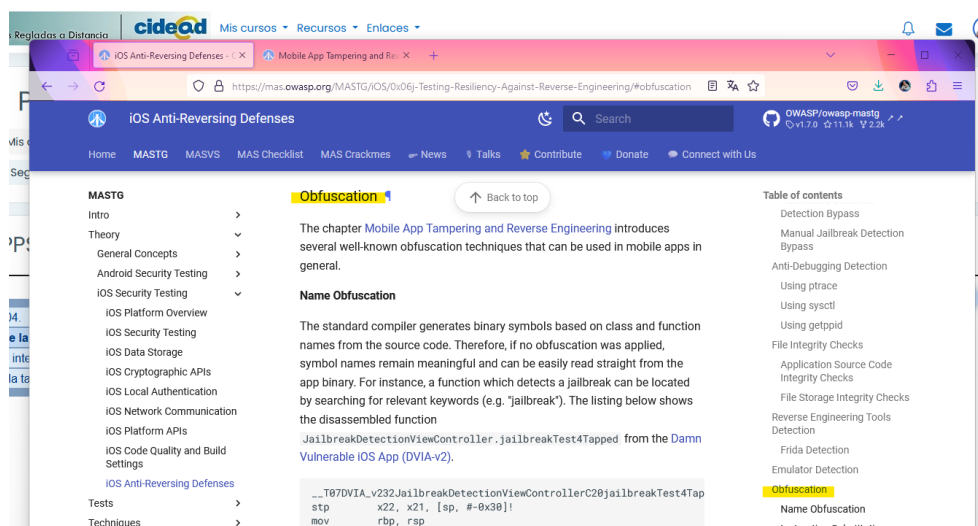 s Regladas a Distancia
cidead
Mis cursos
Recursos
Enlaces
iOS Anti-Reversing Defenses - O
Mobile App Tampering and Rev
https://mas.owasp.org/MASTG/iOS/0x06j-Testing-Resiliency-Against-Reverse-Engineering/#obfuscation
iOS Anti-Reversing Defenses
Search
OWASP/owasp-mastg
v1.7.0 11.1k 2.2k
Home MASTG MASVS MAS Checklist MAS Crackmes News Talks Contribute Donate Connect with Us
MASTG
Intro
Theory
General Concepts
Android Security Testing
iOS Security Testing
iOS Platform Overview
iOS Security Testing
iOS Data Storage
iOS Cryptographic APIs
iOS Local Authentication
iOS Network Communication
iOS Platform APIs
iOS Code Quality and Build
Settings
iOS Anti-Reversing Defenses
Tests
Techniques
Obfuscation¶
Back to top
The chapter Mobile App Tampering and Reverse Engineering introduces
several well-known obfuscation techniques that can be used in mobile apps in
general.
Name Obfuscation
The standard compiler generates binary symbols based on class and function
names from the source code. Therefore, if no obfuscation was applied,
symbol names remain meaningful and can be easily read straight from the
app binary. For instance, a function which detects a jailbreak can be located
by searching for relevant keywords (e.g. "jailbreak"). The listing below shows
the disassembled function
JailbreakDetectionViewController.jailbreakTest4Tapped from the Damn
Vulnerable iOS App (DVIA-v2).
__T07DVIA_v232JailbreakDetectionViewControllerC20jailbreakTest4Tap
stp x22, x21, [sp, #-0x30]!
mov rbp, rsp
Table of contents
Detection Bypass
Manual Jailbreak Detection
Bypass
Anti-Debugging Detection
Using ptrace
Using sysctl
Using getppid
File Integrity Checks
Application Source Code
Integrity Checks
File Storage Integrity Checks
Reverse Engineering Tools
Detection
Frida Detection
Emulator Detection
Obfuscation
Name Obfuscation